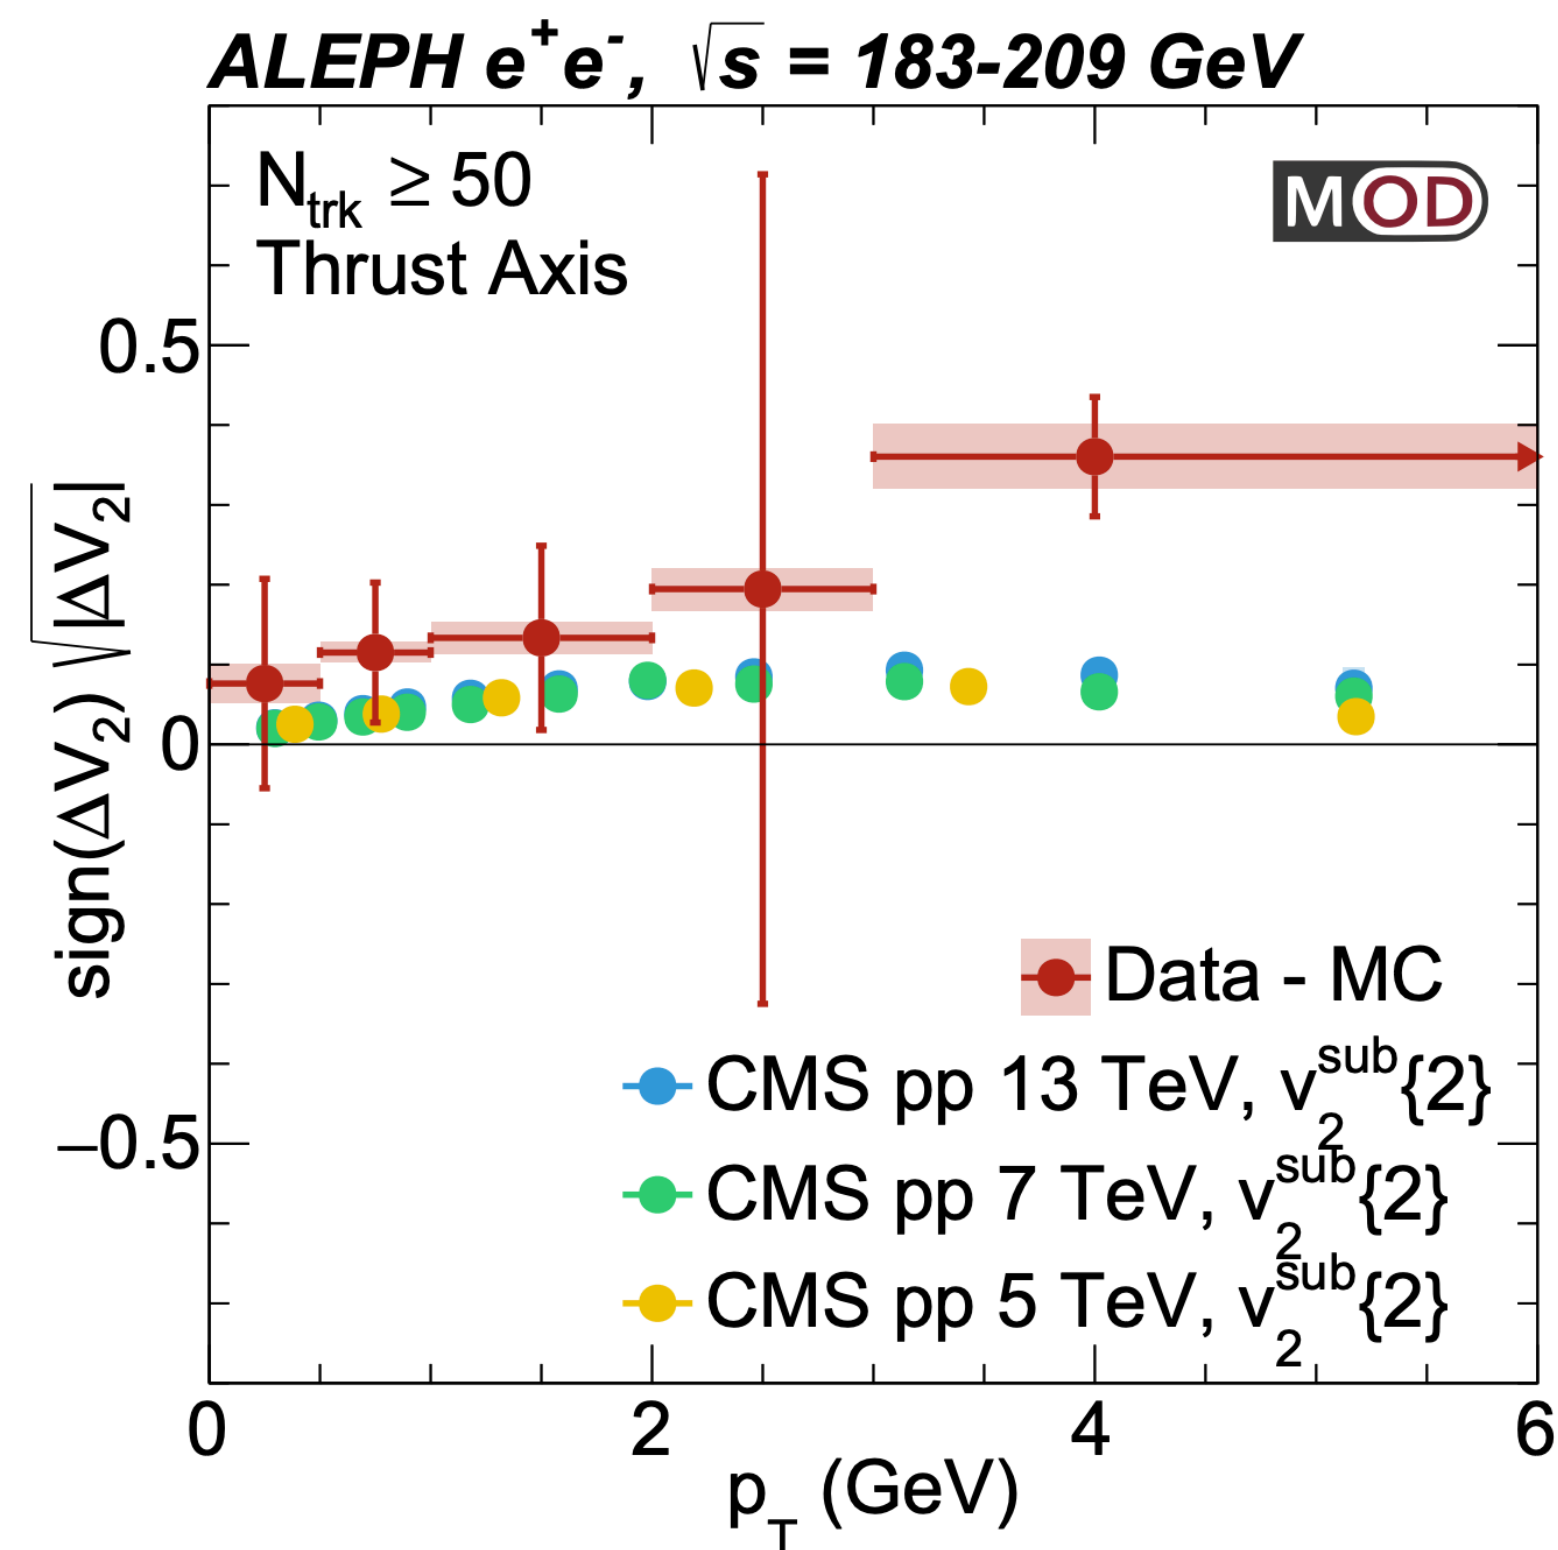 ALEPH e⁺e⁻, √s = 183-209 GeV
N_trk ≥ 50
Thrust Axis
MOD
sign(ΔV₂) √|ΔV₂|
0.5
0
−0.5
Data - MC
CMS pp 13 TeV, v₂^sub{2}
CMS pp 7 TeV, v₂^sub{2}
CMS pp 5 TeV, v₂^sub{2}
0 2 4 6
p_T (GeV)